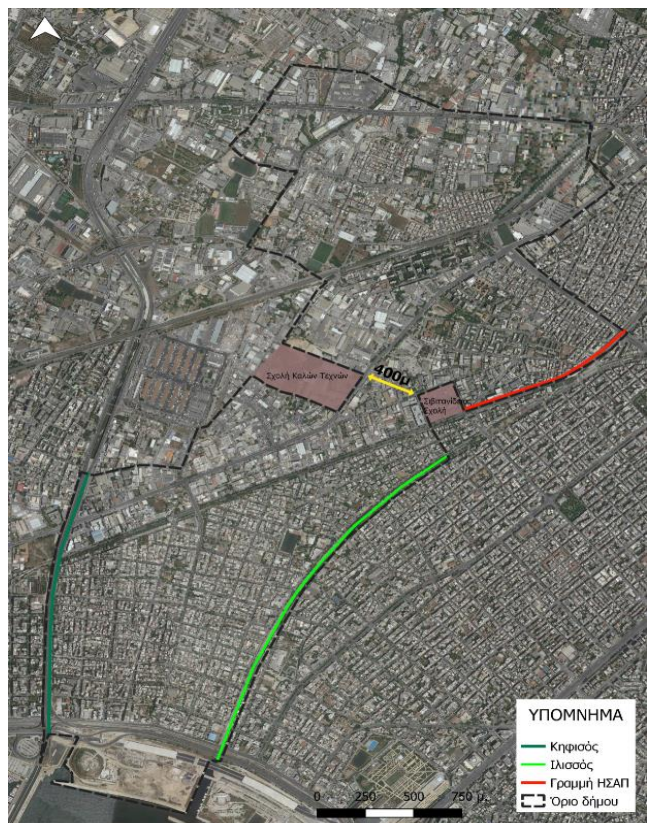 Σχολή Καλών Τεχνών
400μ
Σιβιτανίδειος
Σχολή
ΥΠΟΜΝΗΜΑ
Κηφισός
Ιλισσός
Γραμμή ΗΣΑΠ
Όριο δήμου
0 250 500 750 μ.